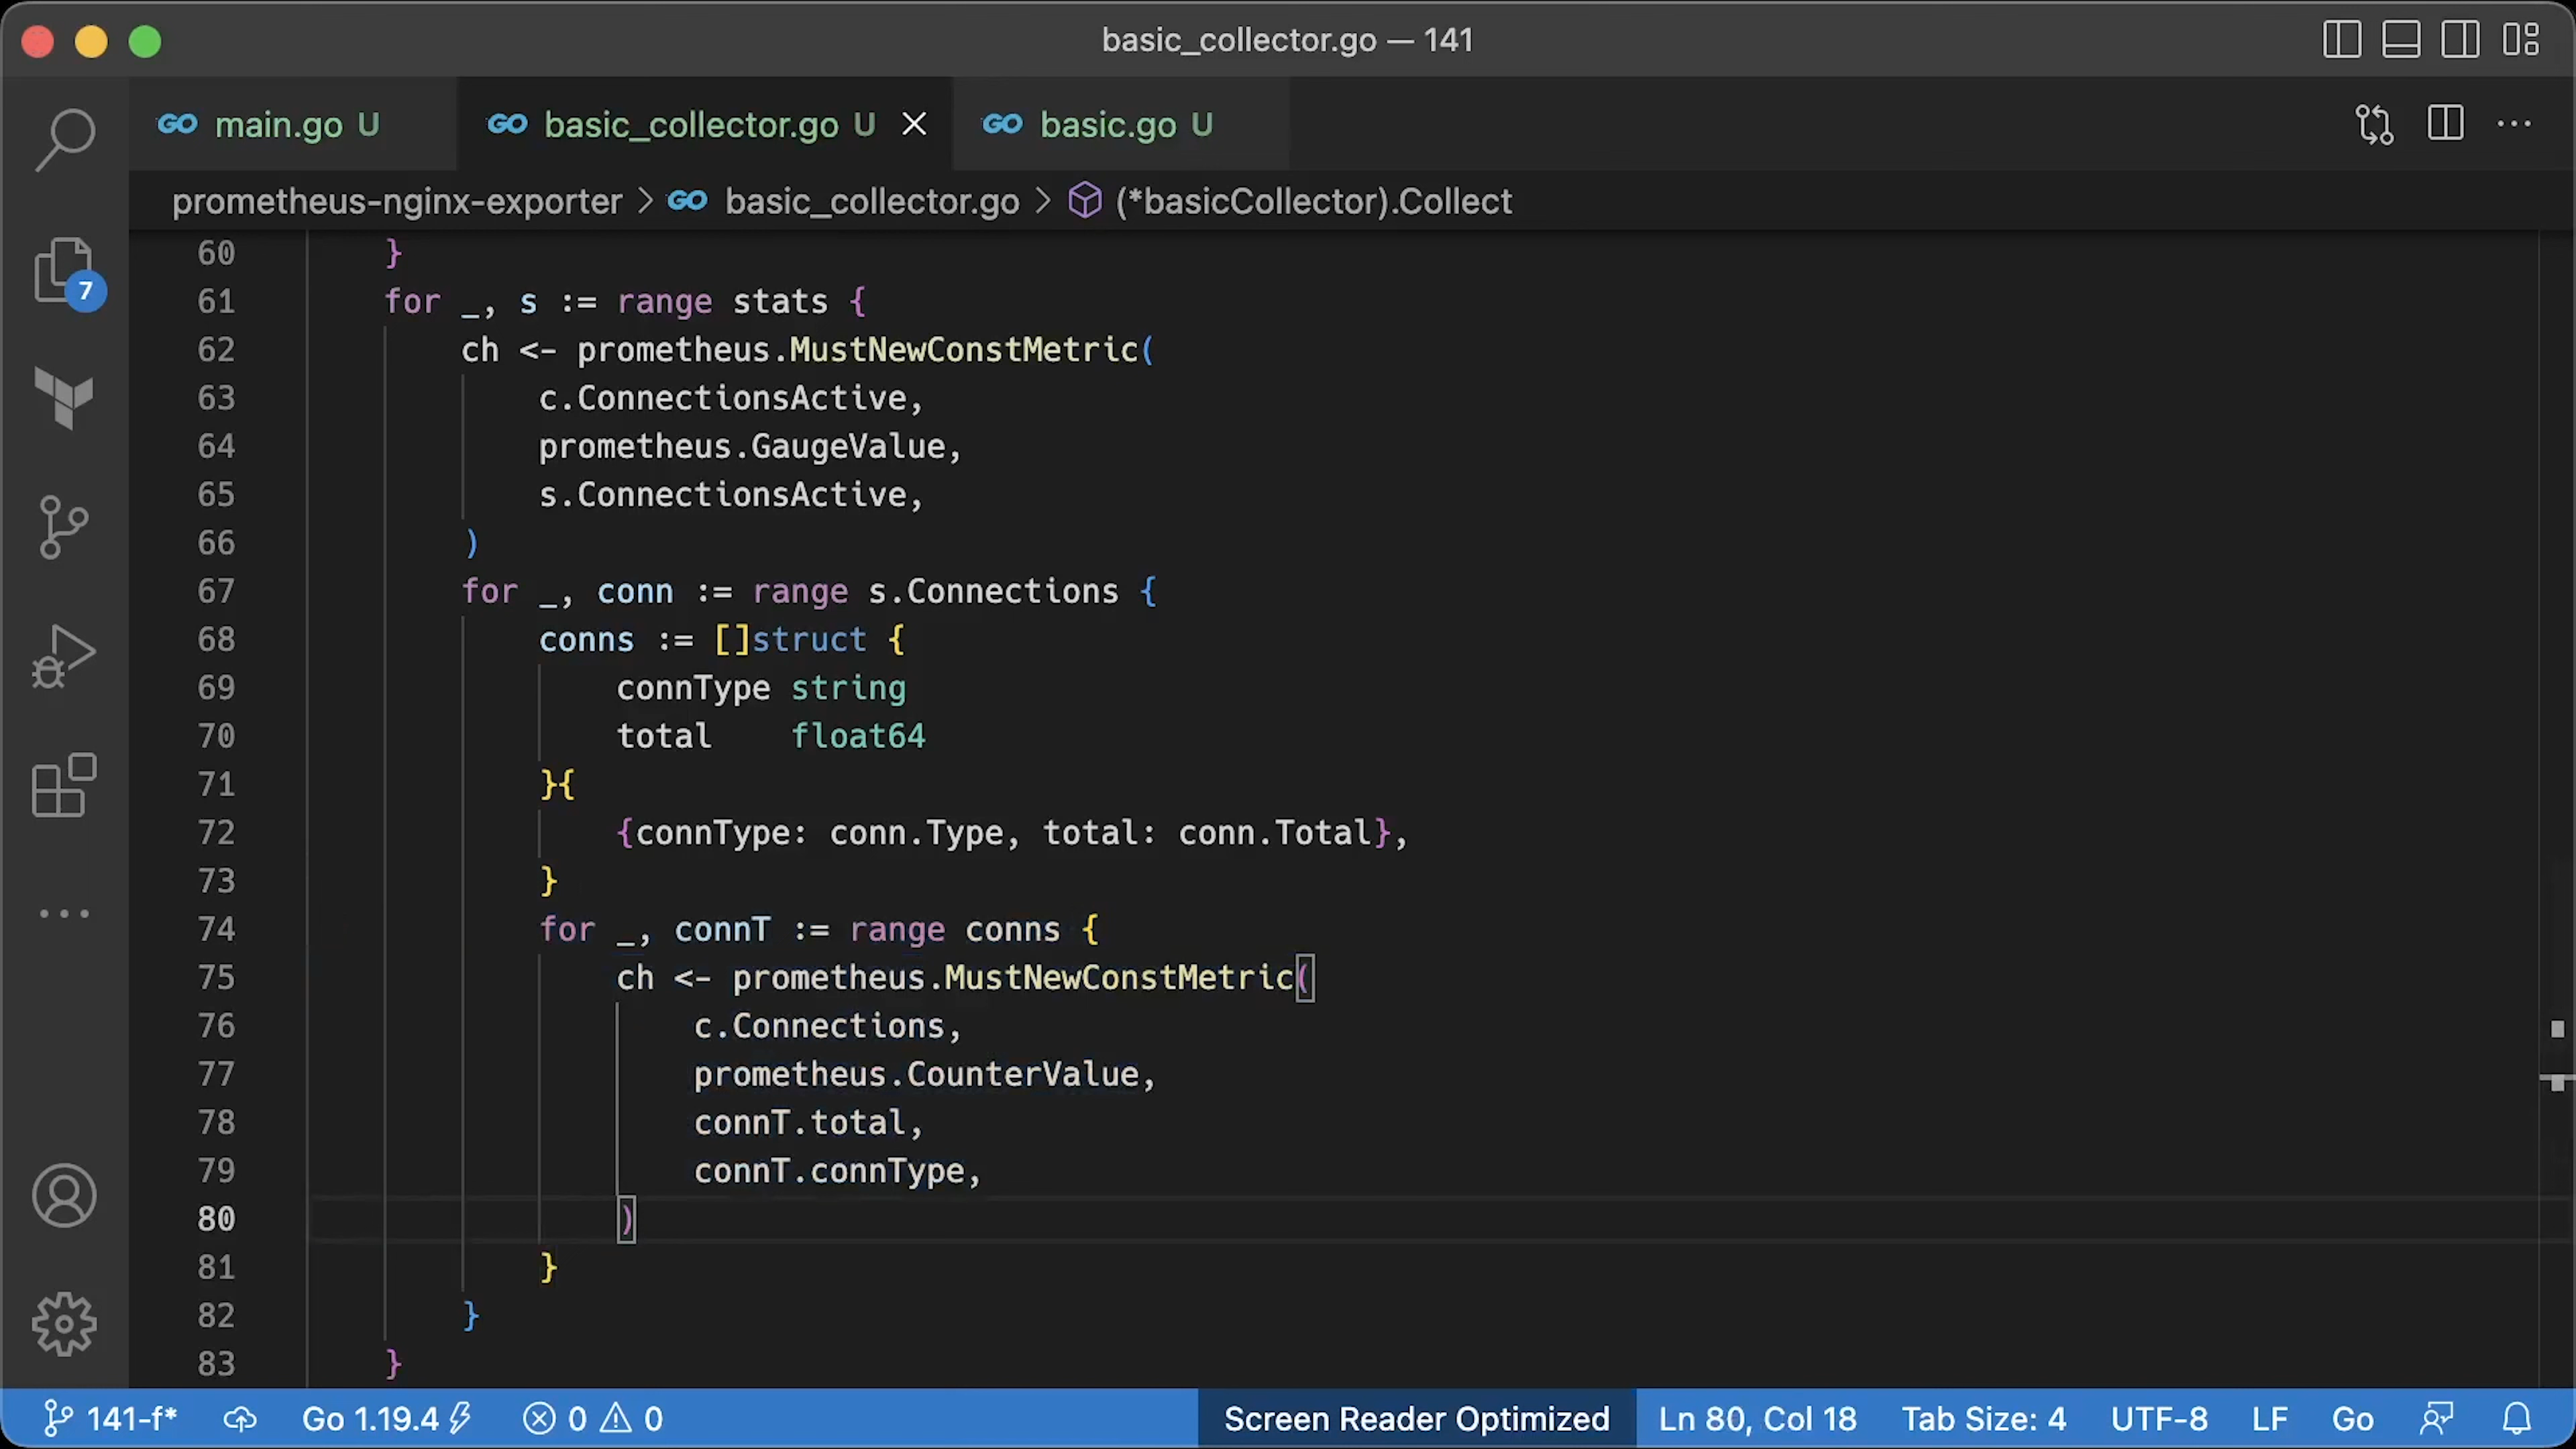 basic_collector.go — 141
GO main.go U GO basic_collector.go U GO basic.go U
prometheus-nginx-exporter > GO basic_collector.go > (*basicCollector).Collect
7
60 }
61 for _, s := range stats {
62 ch <- prometheus.MustNewConstMetric(
63 c.ConnectionsActive,
64 prometheus.GaugeValue,
65 s.ConnectionsActive,
66 )
67 for _, conn := range s.Connections {
68 conns := []struct {
69 connType string
70 total    float64
71 }{
72 {connType: conn.Type, total: conn.Total},
73 }
74 for _, connT := range conns {
75 ch <- prometheus.MustNewConstMetric(
76 c.Connections,
77 prometheus.CounterValue,
78 connT.total,
79 connT.connType,
80 )
81 }
82 }
83 }
141-f* Go 1.19.4 0 0 Screen Reader Optimized Ln 80, Col 18 Tab Size: 4 UTF-8 LF Go